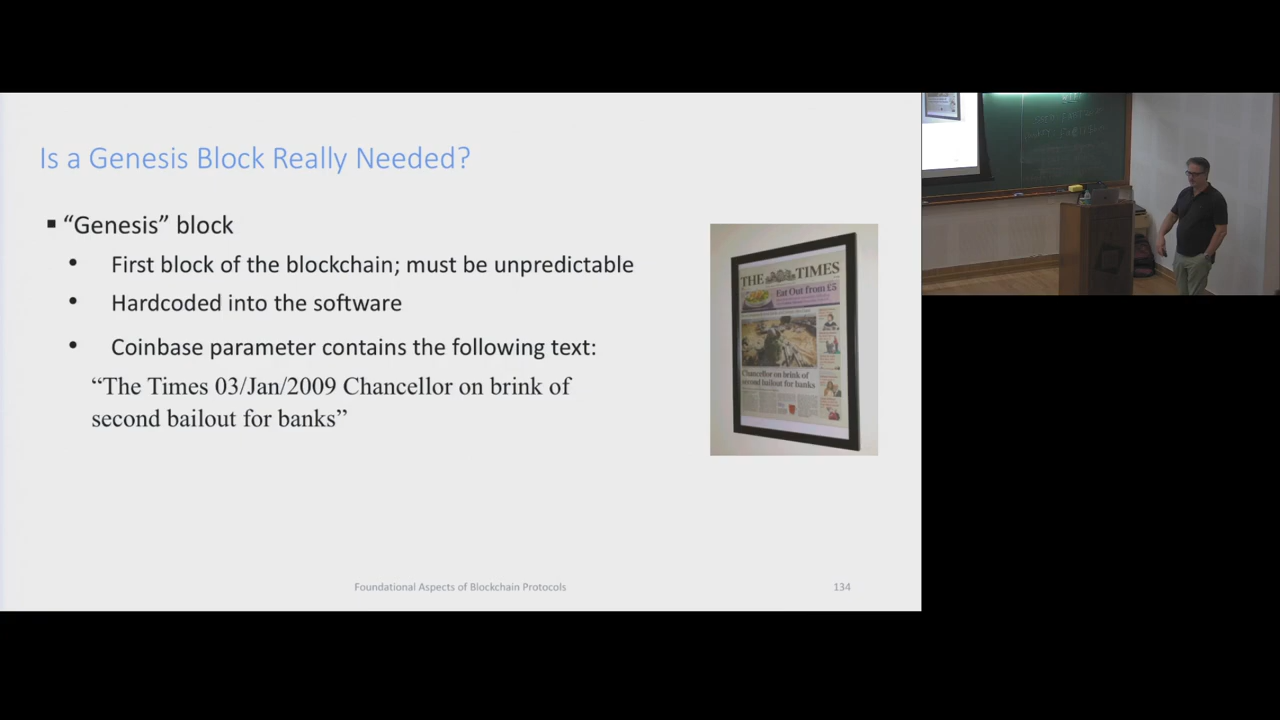 Is a Genesis Block Really Needed?
▪ “Genesis” block
• First block of the blockchain; must be unpredictable
• Hardcoded into the software
• Coinbase parameter contains the following text:
“The Times 03/Jan/2009 Chancellor on brink of
second bailout for banks”
THE TIMES
Eat Out from £5
Chancellor on brink of
second bailout for banks
Foundational Aspects of Blockchain Protocols
134